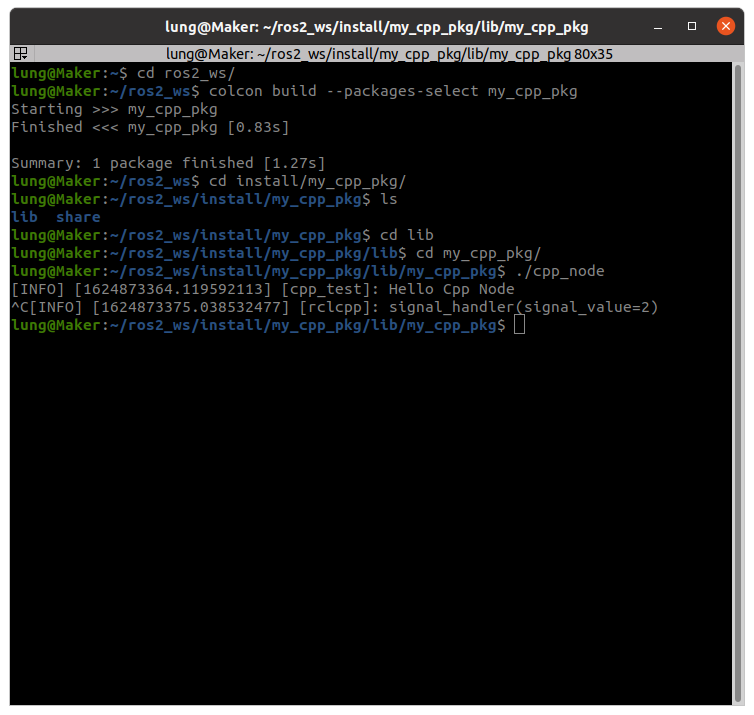 lung@Maker: ~/ros2_ws/install/my_cpp_pkg/lib/my_cpp_pkg
lung@Maker: ~/ros2_ws/install/my_cpp_pkg/lib/my_cpp_pkg 80x35
lung@Maker:~$ cd ros2_ws/
lung@Maker:~/ros2_ws$ colcon build --packages-select my_cpp_pkg
Starting >>> my_cpp_pkg
Finished <<< my_cpp_pkg [0.83s]
Summary: 1 package finished [1.27s]
lung@Maker:~/ros2_ws$ cd install/my_cpp_pkg/
lung@Maker:~/ros2_ws/install/my_cpp_pkg$ ls
lib  share
lung@Maker:~/ros2_ws/install/my_cpp_pkg$ cd lib
lung@Maker:~/ros2_ws/install/my_cpp_pkg/lib$ cd my_cpp_pkg/
lung@Maker:~/ros2_ws/install/my_cpp_pkg/lib/my_cpp_pkg$ ./cpp_node
[INFO] [1624873364.119592113] [cpp_test]: Hello Cpp Node
^C[INFO] [1624873375.038532477] [rclcpp]: signal_handler(signal_value=2)
lung@Maker:~/ros2_ws/install/my_cpp_pkg/lib/my_cpp_pkg$